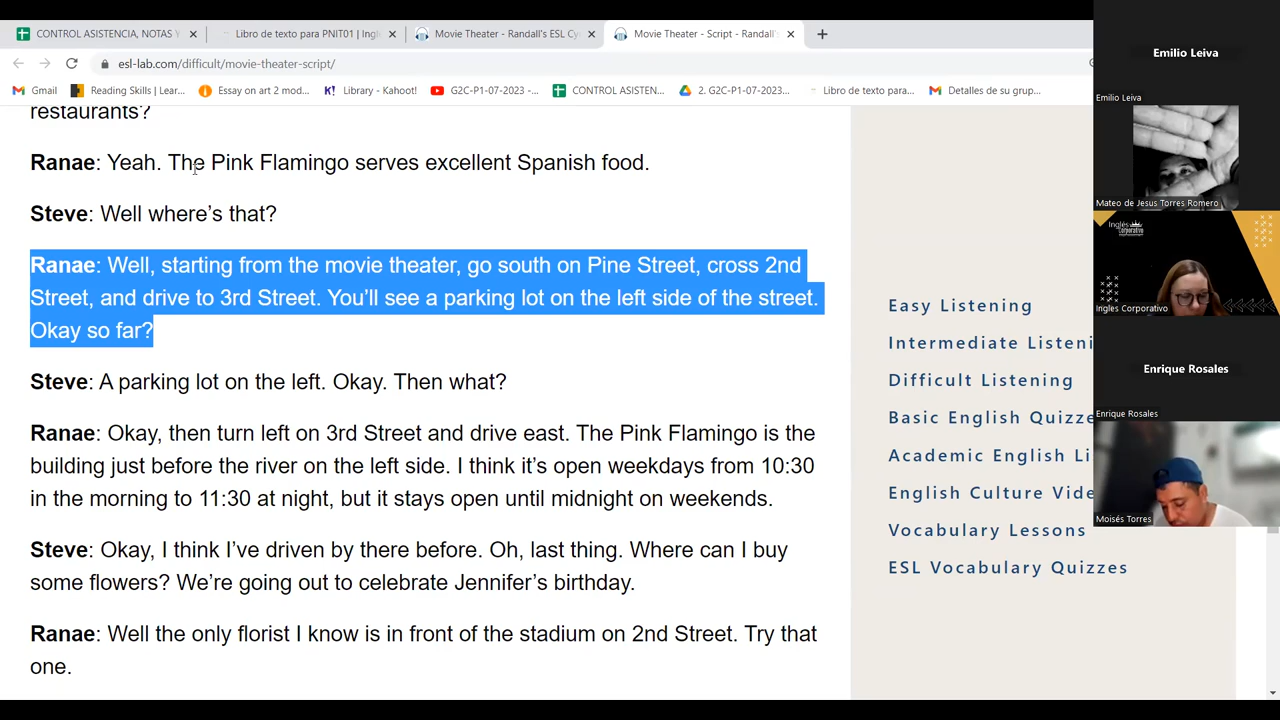 CONTROL ASISTENCIA, NOTAS Y
Libro de texto para PNIT01 | Ingl
Movie Theater - Randall's ESL Cy
Movie Theater - Script - Randall'
esl-lab.com/difficult/movie-theater-script/
Gmail
Reading Skills | Lear...
Essay on art 2 mod...
Library - Kahoot!
G2C-P1-07-2023 -...
CONTROL ASISTEN...
2. G2C-P1-07-2023...
Libro de texto para...
Detalles de su grup...
restaurants?
Ranae: Yeah. The Pink Flamingo serves excellent Spanish food.
Steve: Well where's that?
Ranae: Well, starting from the movie theater, go south on Pine Street, cross 2nd
Street, and drive to 3rd Street. You'll see a parking lot on the left side of the street.
Okay so far?
Steve: A parking lot on the left. Okay. Then what?
Ranae: Okay, then turn left on 3rd Street and drive east. The Pink Flamingo is the
building just before the river on the left side. I think it's open weekdays from 10:30
in the morning to 11:30 at night, but it stays open until midnight on weekends.
Steve: Okay, I think I've driven by there before. Oh, last thing. Where can I buy
some flowers? We're going out to celebrate Jennifer's birthday.
Ranae: Well the only florist I know is in front of the stadium on 2nd Street. Try that
one.
Easy Listening
Intermediate Listeni
Difficult Listening
Basic English Quizze
Academic English Li
English Culture Vide
Vocabulary Lessons
ESL Vocabulary Quizzes
Emilio Leiva
Emilio Leiva
Mateo de Jesus Torres Romero
Inglés
Corporativo
Ingles Corporativo
Enrique Rosales
Enrique Rosales
Moisés Torres